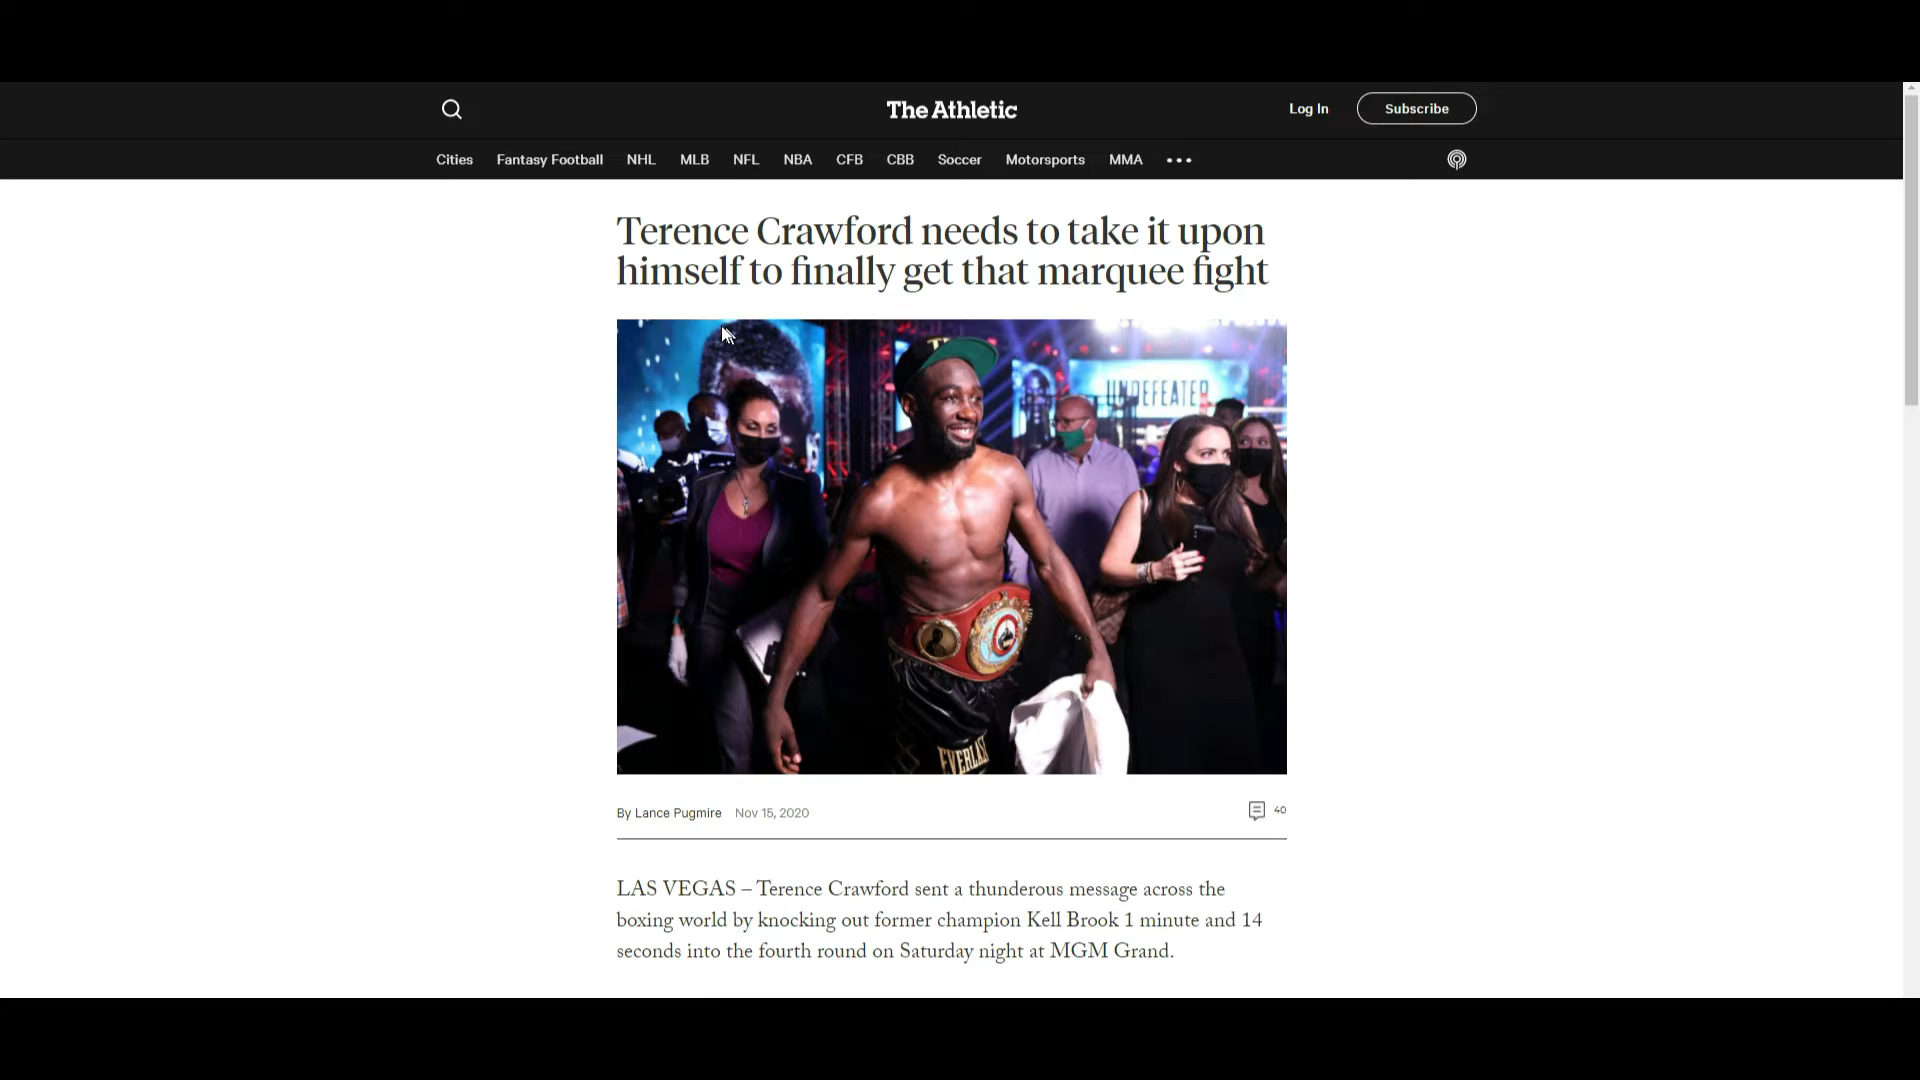 The Athletic
Log In
Subscribe
Cities Fantasy Football NHL MLB NFL NBA CFB CBB Soccer Motorsports MMA
Terence Crawford needs to take it upon
himself to finally get that marquee fight
UNDEFEATED
EVERLAST
By Lance Pugmire Nov 15, 2020
40
LAS VEGAS – Terence Crawford sent a thunderous message across the
boxing world by knocking out former champion Kell Brook 1 minute and 14
seconds into the fourth round on Saturday night at MGM Grand.